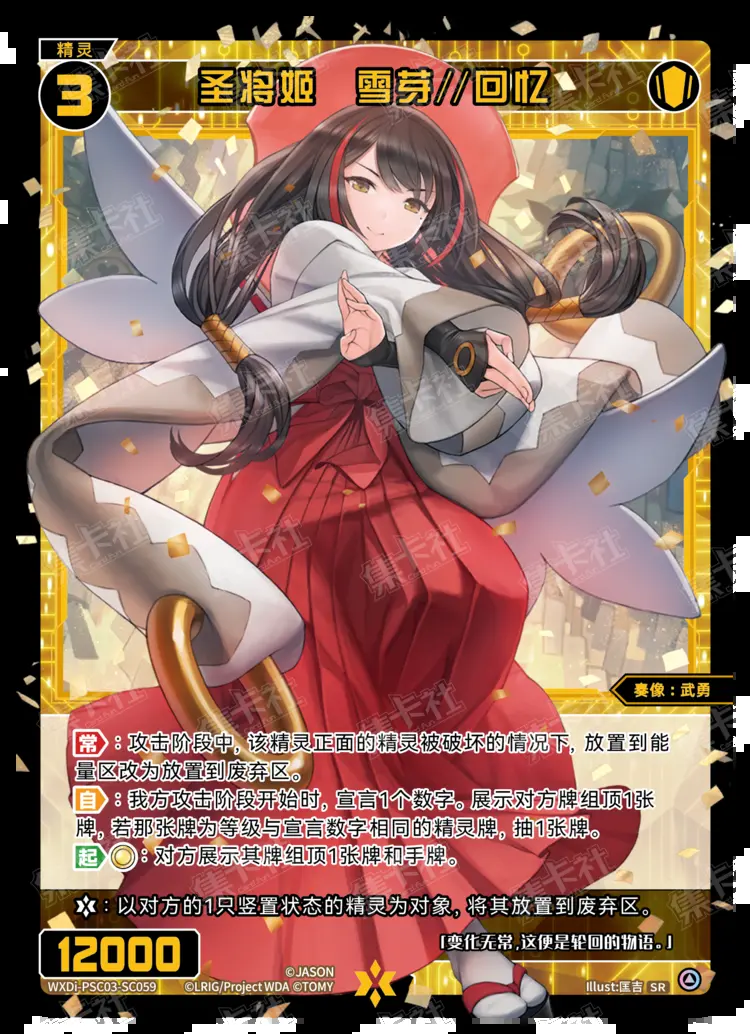 精灵
3
圣将姬 雪芽//回忆
奏像：武勇
常：攻击阶段中，该精灵正面的精灵被破坏的情况下，放置到能
量区改为放置到废弃区。
自：我方攻击阶段开始时，宣言1个数字。展示对方牌组顶1张
牌，若那张牌为等级与宣言数字相同的精灵牌，抽1张牌。
起：对方展示其牌组顶1张牌和手牌。
：以对方的1只竖置状态的精灵为对象，将其放置到废弃区。
12000
「变化无常，这便是轮回的物语。」
©JASON
WXDi-PSC03-SC059 ©LRIG/Project WDA ©TOMY Illust:匡吉 SR
集卡社